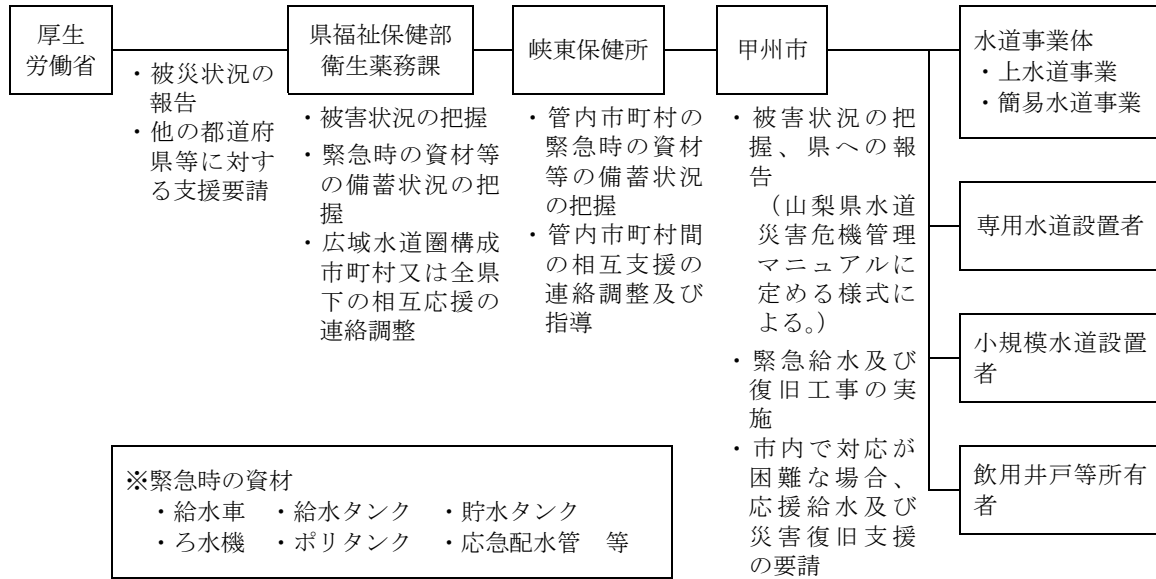 厚生
労働省
・被災状況の
報告
・他の都道府
県等に対す
る支援要請
県福祉保健部
衛生薬務課
・被害状況の把握
・緊急時の資材等
の備蓄状況の把
握
・広域水道圏構成
市町村又は全県
下の相互応援の
連絡調整
峡東保健所
・管内市町村の
緊急時の資材
等の備蓄状況
の把握
・管内市町村間
の相互支援の
連絡調整及び
指導
甲州市
・被害状況の把
握、県への報
告
（山梨県水道
災害危機管理
マニュアルに
定める様式に
よる。）
・緊急給水及び
復旧工事の実
施
・市内で対応が
困難な場合、
応援給水及び
災害復旧支援
の要請
水道事業体
・上水道事業
・簡易水道事業
専用水道設置者
小規模水道設置
者
飲用井戸等所有
者
※緊急時の資材
・給水車　・給水タンク　・貯水タンク
・ろ水機　・ポリタンク　・応急配水管　等